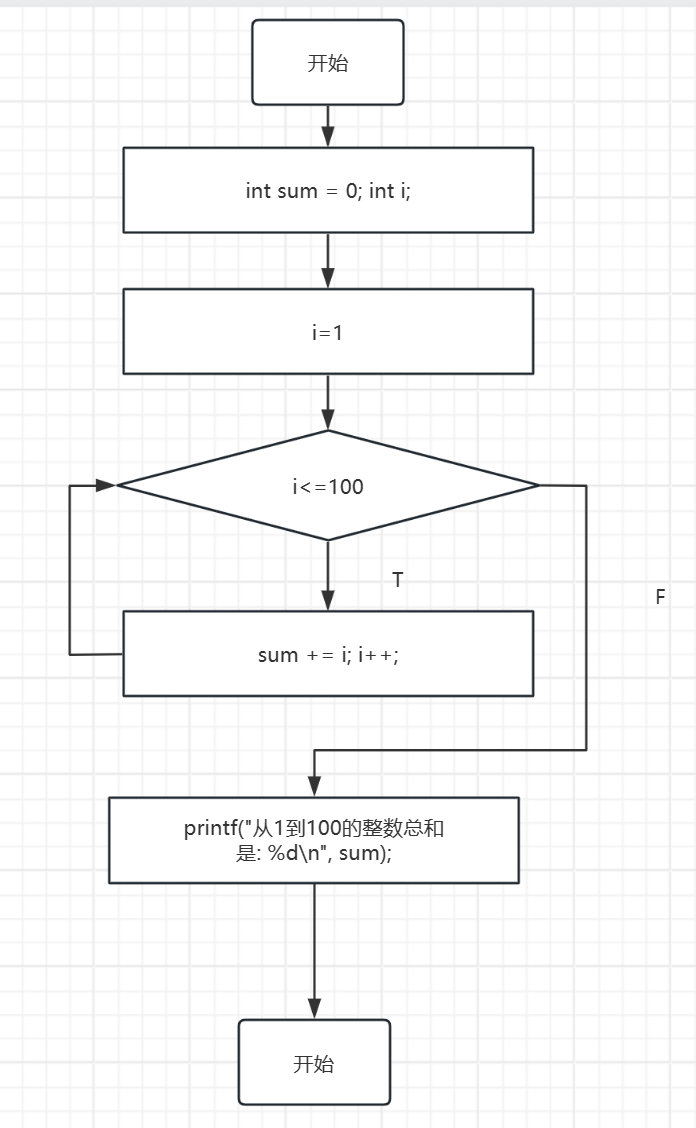 开始
int sum = 0; int i;
i=1
i<=100
T
F
sum += i; i++;
printf("从1到100的整数总和
是: %d\n", sum);
开始